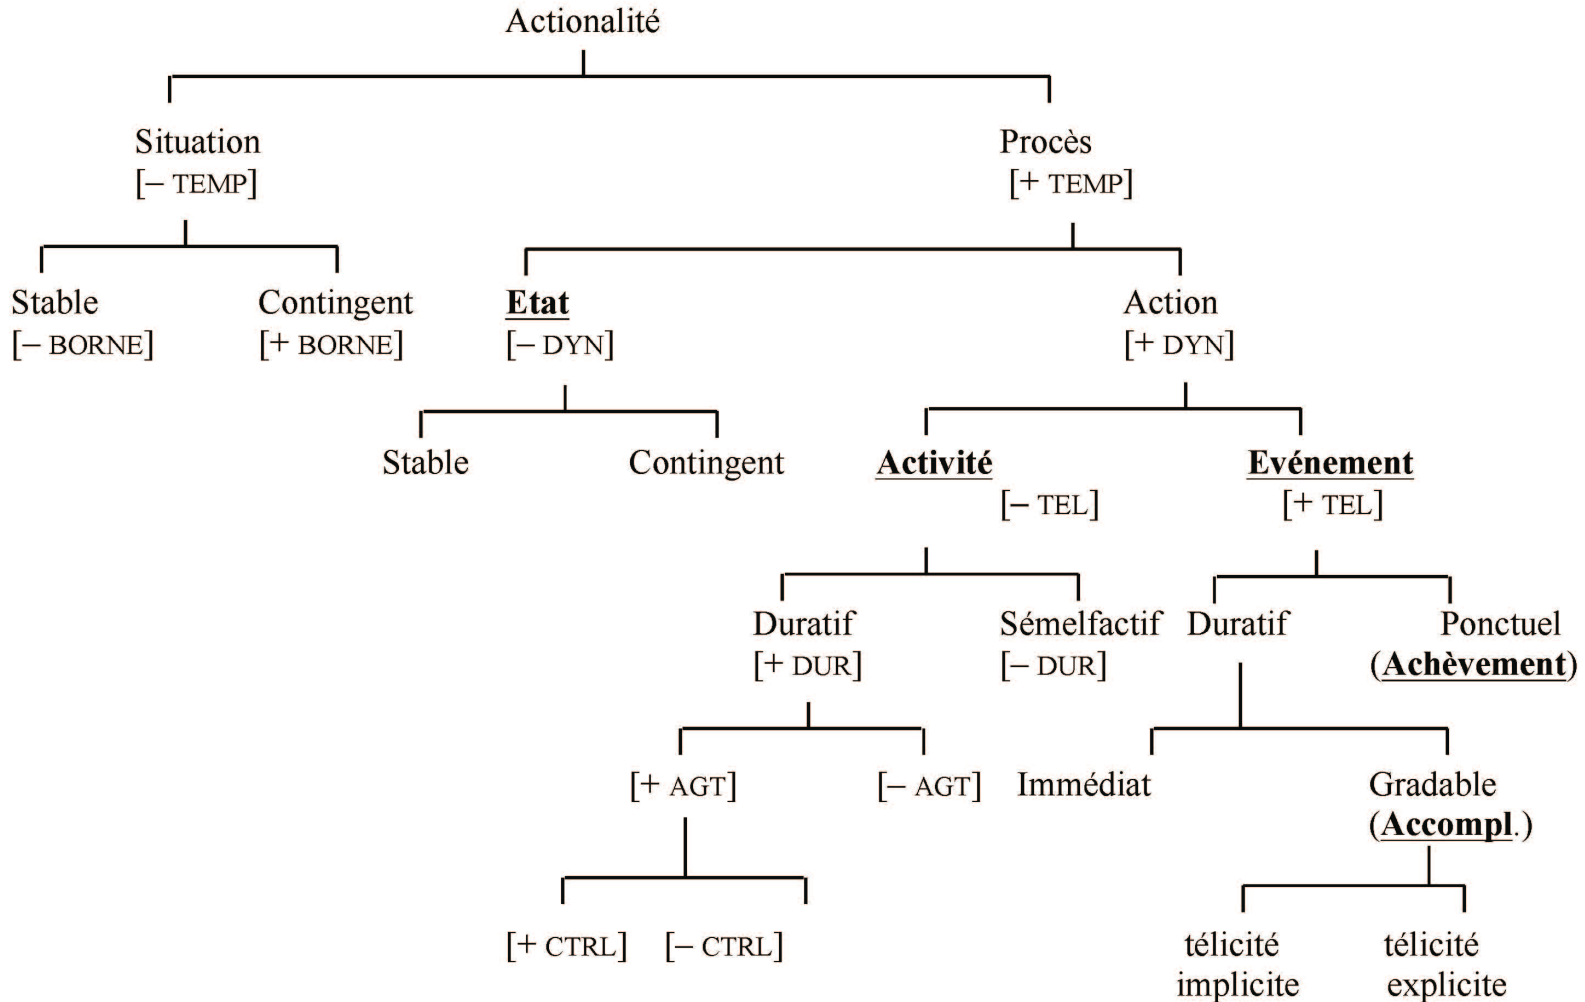 Actionalité
Situation
[– TEMP]
Procès
[+ TEMP]
Stable
[– BORNE]
Contingent
[+ BORNE]
Etat
[– DYN]
Action
[+ DYN]
Stable
Contingent
Activité
[– TEL]
Evénement
[+ TEL]
Duratif
[+ DUR]
Sémelfactif
[– DUR]
Duratif
Ponctuel
(Achèvement)
[+ AGT]
[– AGT]
Immédiat
Gradable
(Accompl.)
[+ CTRL]
[– CTRL]
télicité
implicite
télicité
explicite